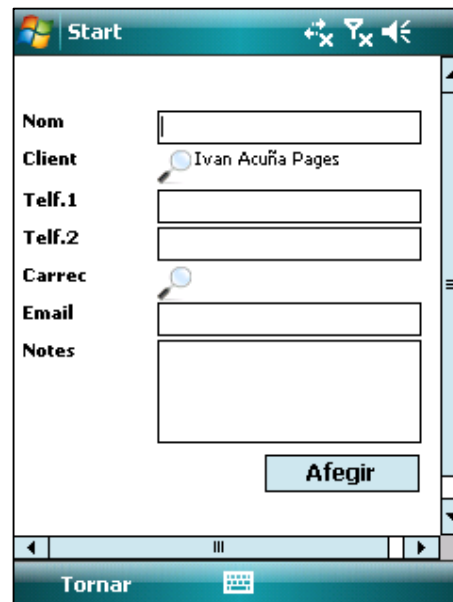 Start
Nom
Client Ivan Acuña Pages
Telf.1
Telf.2
Carrec
Email
Notes
Afegir
Tornar